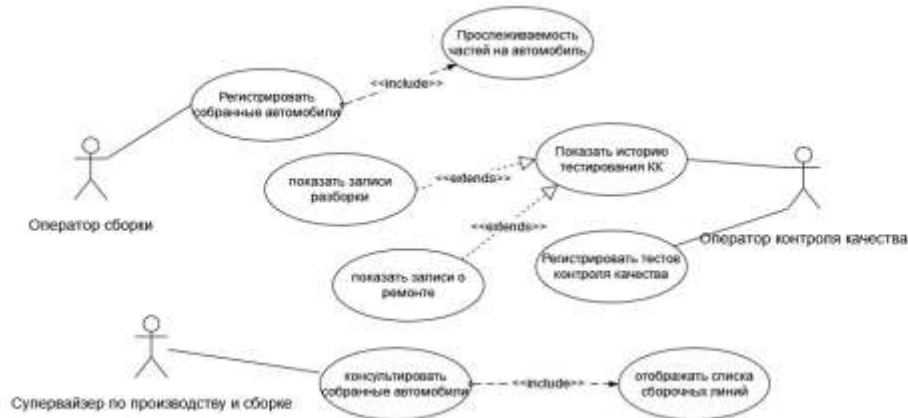 Прослеживаемость
частей на автомобиль
<<include>>
Регистрировать
собранные автомобили
Показать историю
тестирования КК
<<extends>>
показать записи
разборки
Оператор сборки
<<extends>>
Оператор контроля качества
Регистрировать тестов
контроля качества
показать записи о
ремонте
консультировать
собранные автомобили
<<include>>
отображать списка
сборочных линий
Супервайзер по производству и сборке